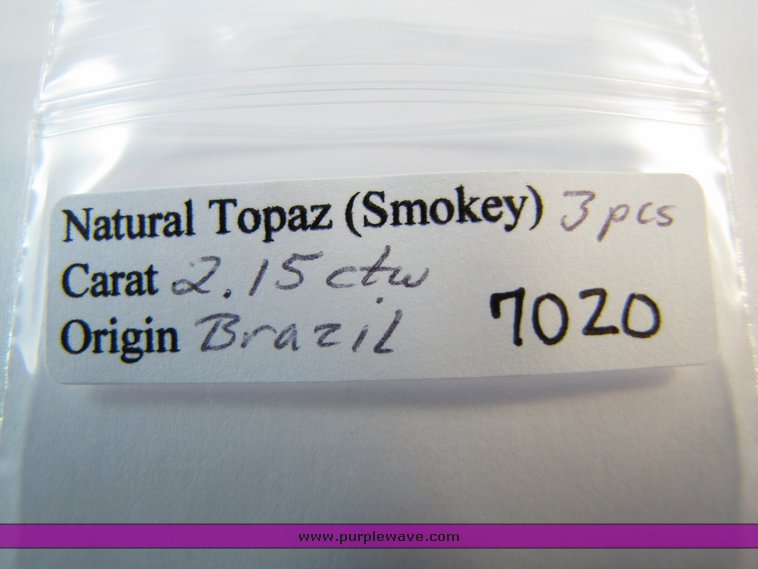 Natural Topaz (Smokey) 3 pcs
Carat 2.15 ctw
Origin Brazil 7020
www.purplewave.com